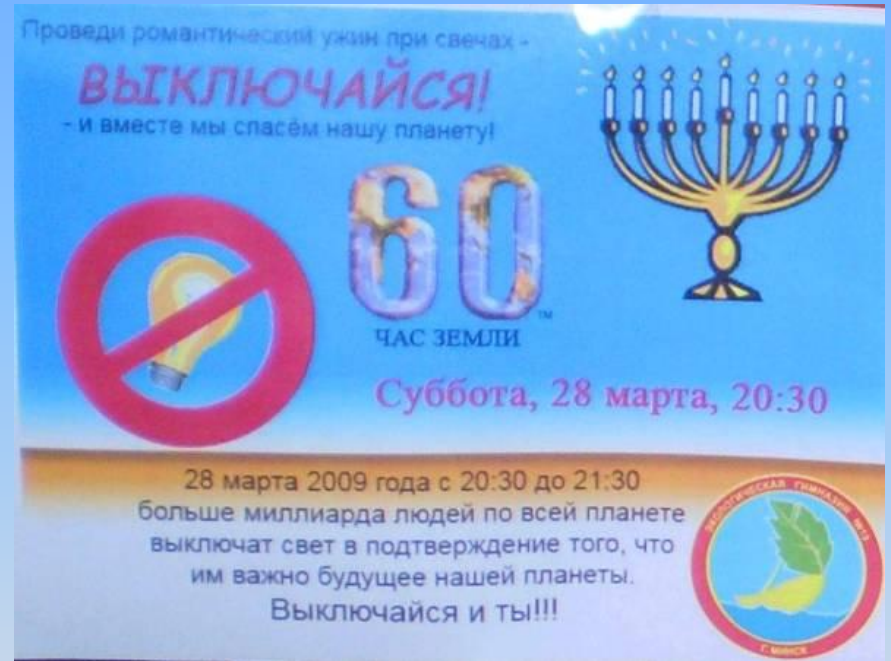 Проведи романтический ужин при свечах -
ВЫКЛЮЧАЙСЯ!
- и вместе мы спасём нашу планету!
60
TM
ЧАС ЗЕМЛИ
Суббота, 28 марта, 20:30
28 марта 2009 года с 20:30 до 21:30
больше миллиарда людей по всей планете
выключат свет в подтверждение того, что
им важно будущее нашей планеты.
Выключайся и ты!!!
ЭКОЛОГИЧЕСКАЯ ГИМНАЗИЯ №19
Г. МИНСК